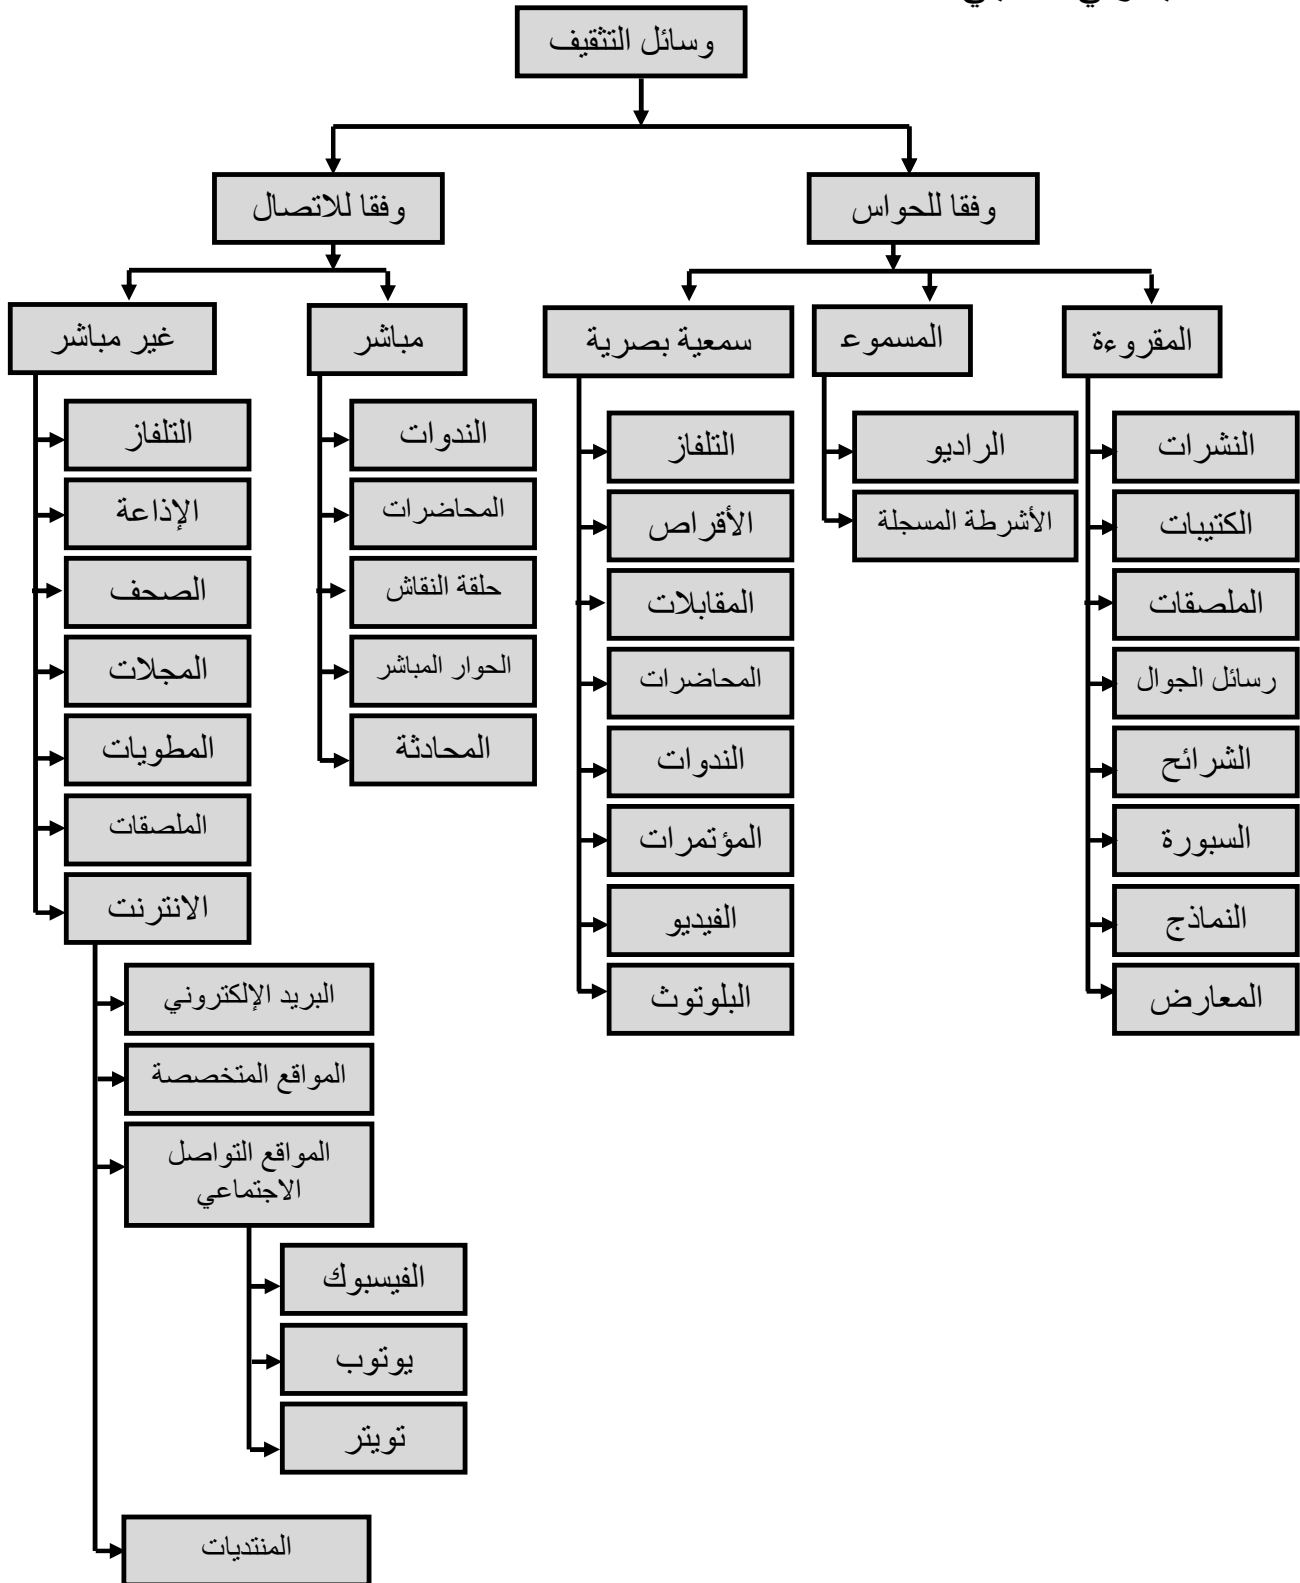 وسائل التثقيف
وفقا للحواس
وفقا للاتصال
المقروءة
المسموع
سمعية بصرية
مباشر
غير مباشر
النشرات
الكتيبات
الملصقات
رسائل الجوال
الشرائح
السبورة
النماذج
المعارض
الراديو
الأشرطة المسجلة
التلفاز
الأقراص
المقابلات
المحاضرات
الندوات
المؤتمرات
الفيديو
البلوتوث
الندوات
المحاضرات
حلقة النقاش
الحوار المباشر
المحادثة
التلفاز
الإذاعة
الصحف
المجلات
المطويات
الملصقات
الانترنت
البريد الإلكتروني
المواقع المتخصصة
المواقع التواصل
الاجتماعي
الفيسبوك
يوتوب
تويتر
المنتديات